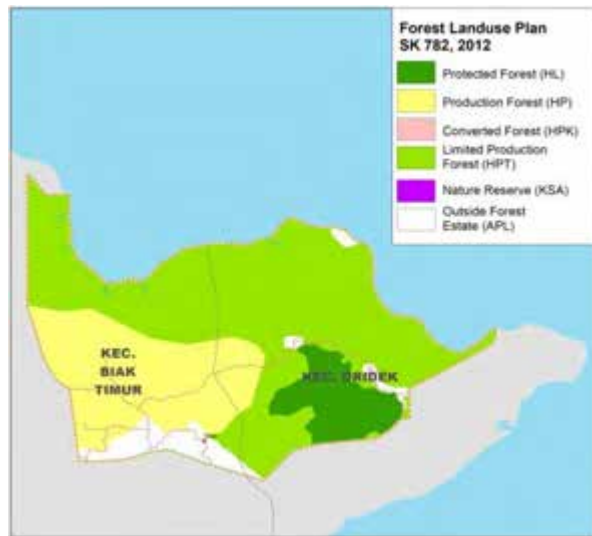 Forest Landuse Plan
SK 782, 2012
Protected Forest (HL)
Production Forest (HP)
Converted Forest (HPK)
Limited Production
Forest (HPT)
Nature Reserve (KSA)
Outside Forest
Estate (APL)
KEC.
BIAK
TIMUR
KEC. ORIDEK